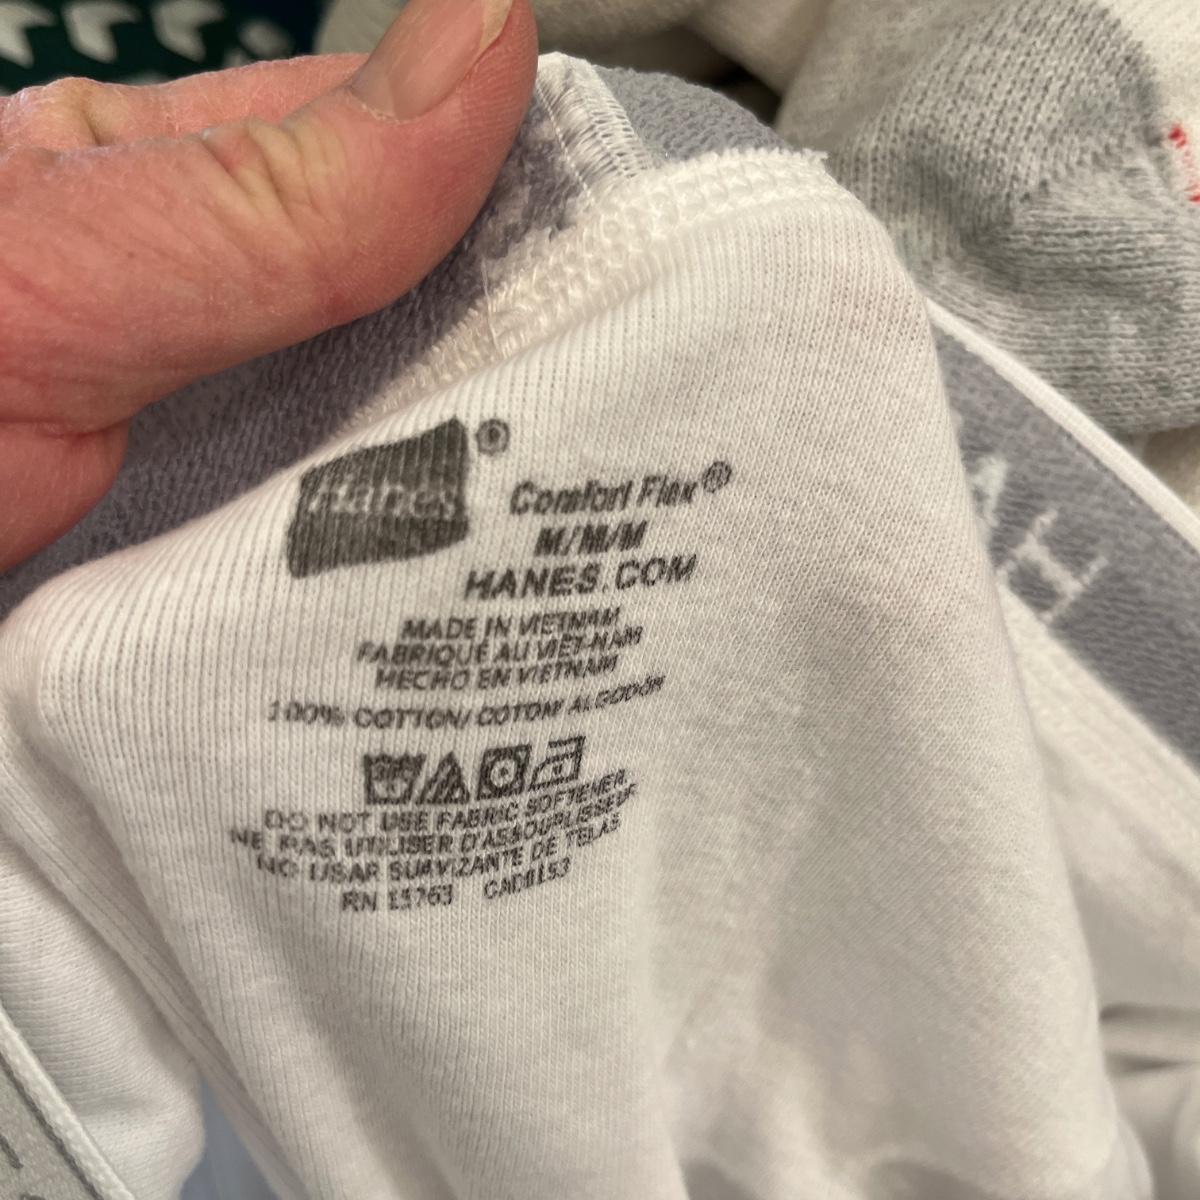 Hanes®
Comfort Flex®
M/M/M
HANES.COM
MADE IN VIETNAM
FABRIQUÉ AU VIET-NAM
HECHO EN VIETNAM
100% COTTON/ COTON/ ALGODÓN
DO NOT USE FABRIC SOFTENER.
NE PAS UTILISER D'ASSOUPLISSEUR
NO USAR SUAVIZANTE DE TELAS
RN 15763
H